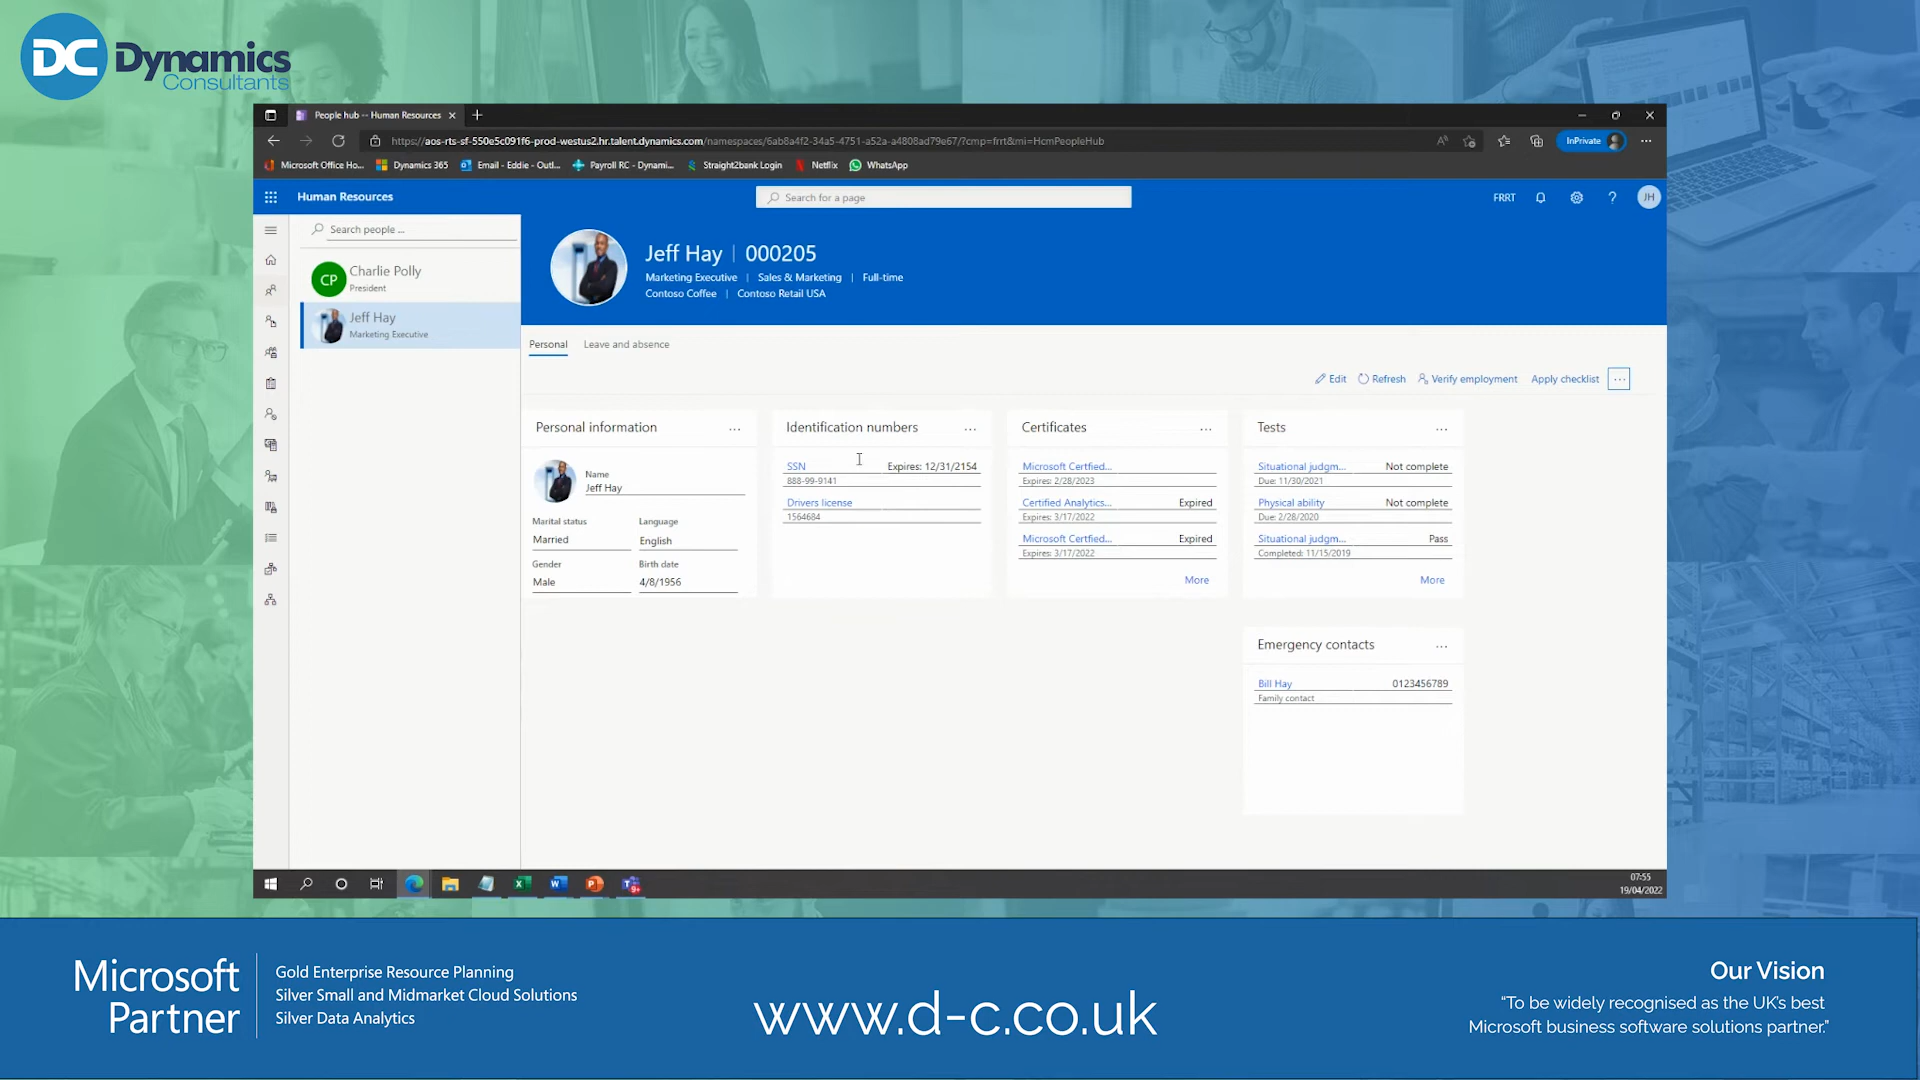 DC Dynamics
Consultants
People hub -- Human Resources
https://aos-rts-sf-550e5c091f6-prod-westus2.hr.talent.dynamics.com/namespaces/6ab8a4f2-34a5-4751-a52a-a4808ad79e67/?cmp=frrt&mi=HcmPeopleHub
InPrivate
Microsoft Office Ho...
Dynamics 365
Email - Eddie - Outl...
Payroll RC - Dynami...
Straight2bank Login
Netflix
WhatsApp
Human Resources
Search for a page
FRRT
JH
Search people ...
CP
Charlie Polly
President
Jeff Hay
Marketing Executive
Jeff Hay | 000205
Marketing Executive | Sales & Marketing | Full-time
Contoso Coffee | Contoso Retail USA
Personal
Leave and absence
Edit
Refresh
Verify employment
Apply checklist
Personal information
Name
Jeff Hay
Marital status
Language
Married
English
Gender
Birth date
Male
4/8/1956
Identification numbers
SSN
Expires: 12/31/2154
888-99-9141
Drivers license
1564684
Certificates
Microsoft Certfied...
Expires: 2/28/2023
Certified Analytics...
Expired
Expires: 3/17/2022
Microsoft Certfied...
Expired
Expires: 3/17/2022
More
Tests
Situational judgm...
Not complete
Due: 11/30/2021
Physical ability
Not complete
Due: 2/28/2020
Situational judgm...
Pass
Completed: 11/15/2019
More
Emergency contacts
Bill Hay
0123456789
Family contact
07:55
19/04/2022
Microsoft
Partner
Gold Enterprise Resource Planning
Silver Small and Midmarket Cloud Solutions
Silver Data Analytics
www.d-c.co.uk
Our Vision
“To be widely recognised as the UK's best
Microsoft business software solutions partner.”